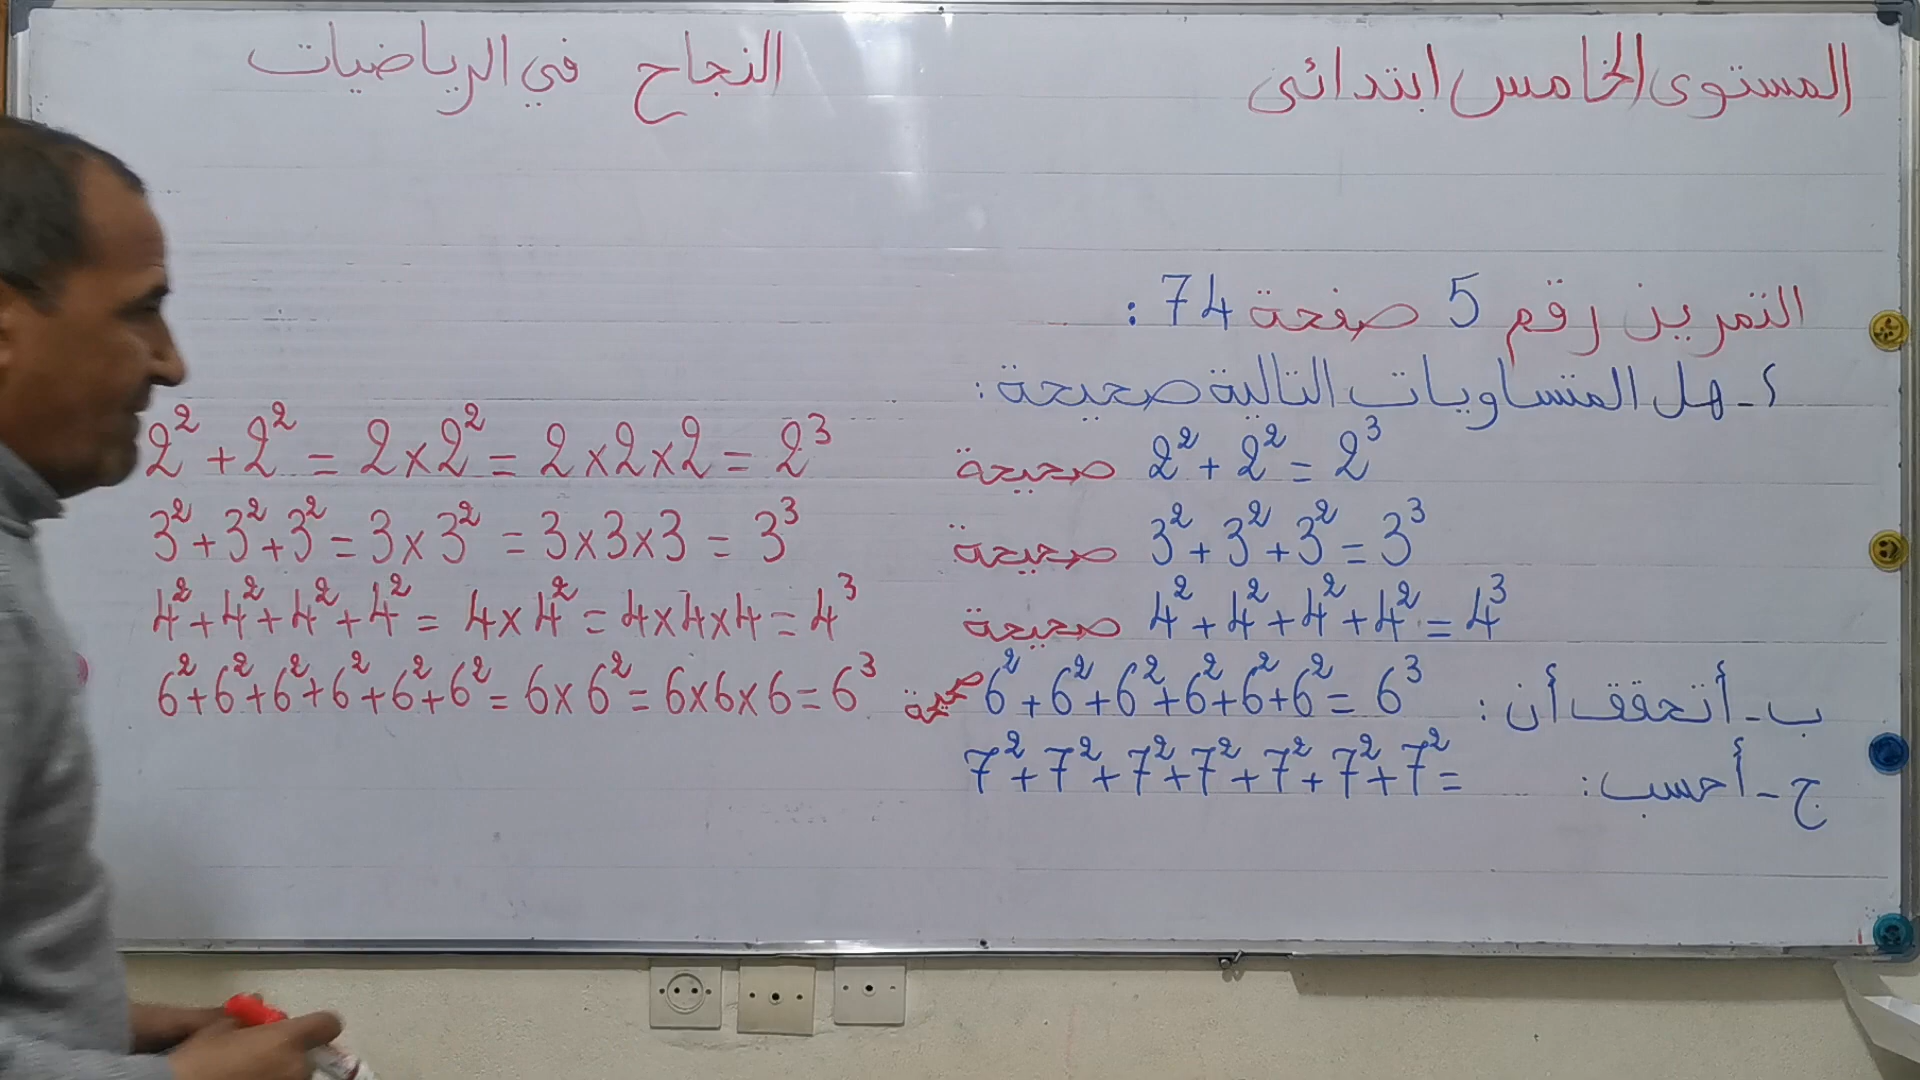 المستوى الخامس ابتدائي
النجاح في الرياضيات
التمرين رقم 5 صفحة 74 :
أ - هل المتساويات التالية صحيحة :
2² + 2² = 2³ صحيحة
3² + 3² + 3² = 3³ صحيحة
4² + 4² + 4² + 4² = 4³ صحيحة
ب - أتحقق أن : 6² + 6² + 6² + 6² + 6² + 6² = 6³ صحيحة
ج - أحسب : 7² + 7² + 7² + 7² + 7² + 7² + 7² =
2² + 2² = 2 × 2² = 2 × 2 × 2 = 2³
3² + 3² + 3² = 3 × 3² = 3 × 3 × 3 = 3³
4² + 4² + 4² + 4² = 4 × 4² = 4 × 4 × 4 = 4³
6² + 6² + 6² + 6² + 6² + 6² = 6 × 6² = 6 × 6 × 6 = 6³